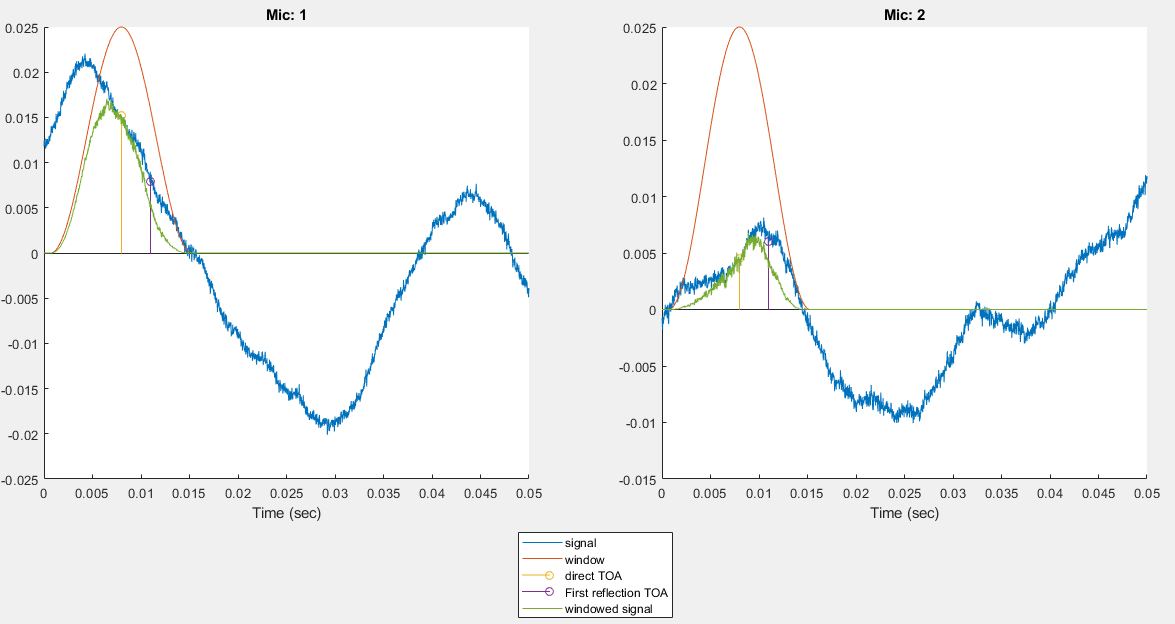 Mic: 1
0.025
0.02
0.015
0.01
0.005
0
-0.005
-0.01
-0.015
-0.02
-0.025
0 0.005 0.01 0.015 0.02 0.025 0.03 0.035 0.04 0.045 0.05
Time (sec)
Mic: 2
0.025
0.02
0.015
0.01
0.005
0
-0.005
-0.01
-0.015
0 0.005 0.01 0.015 0.02 0.025 0.03 0.035 0.04 0.045 0.05
Time (sec)
signal
window
direct TOA
First reflection TOA
windowed signal